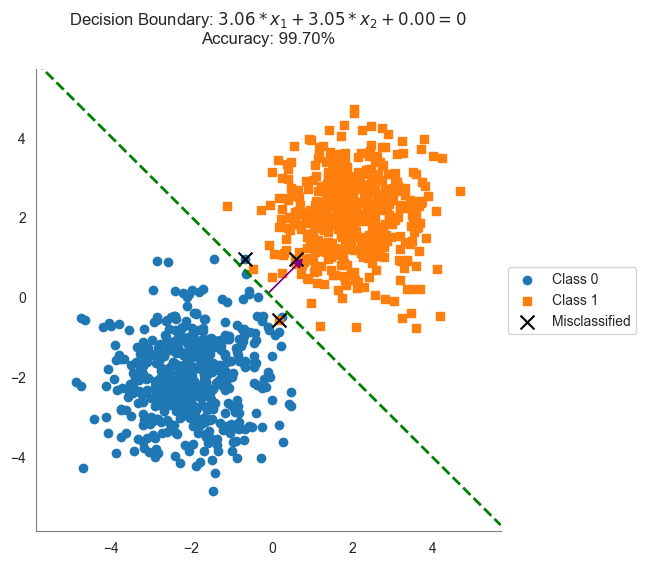 Decision Boundary: 3.06 * x₁ + 3.05 * x₂ + 0.00 = 0
Accuracy: 99.70%
4
2
0
−2
−4
−4
−2
0
2
4
Class 0
Class 1
Misclassified